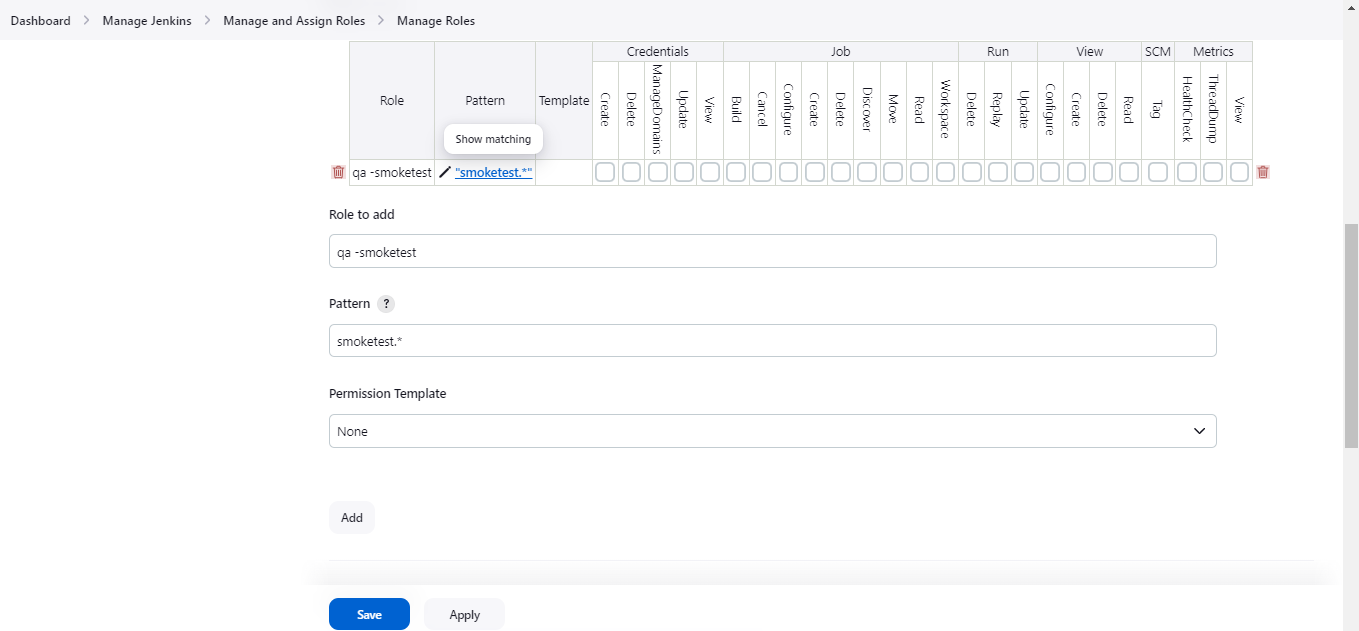 Dashboard > Manage Jenkins > Manage and Assign Roles > Manage Roles
Credentials Job Run View SCM Metrics
Role Pattern Template Create Delete ManageDomains Update View Build Cancel Configure Create Delete Discover Move Read Workspace Delete Replay Update Configure Create Delete Read Tag HealthCheck ThreadDump View
Show matching
qa -smoketest "smoketest.*"
Role to add
qa -smoketest
Pattern ?
smoketest.*
Permission Template
None
Add
Save Apply